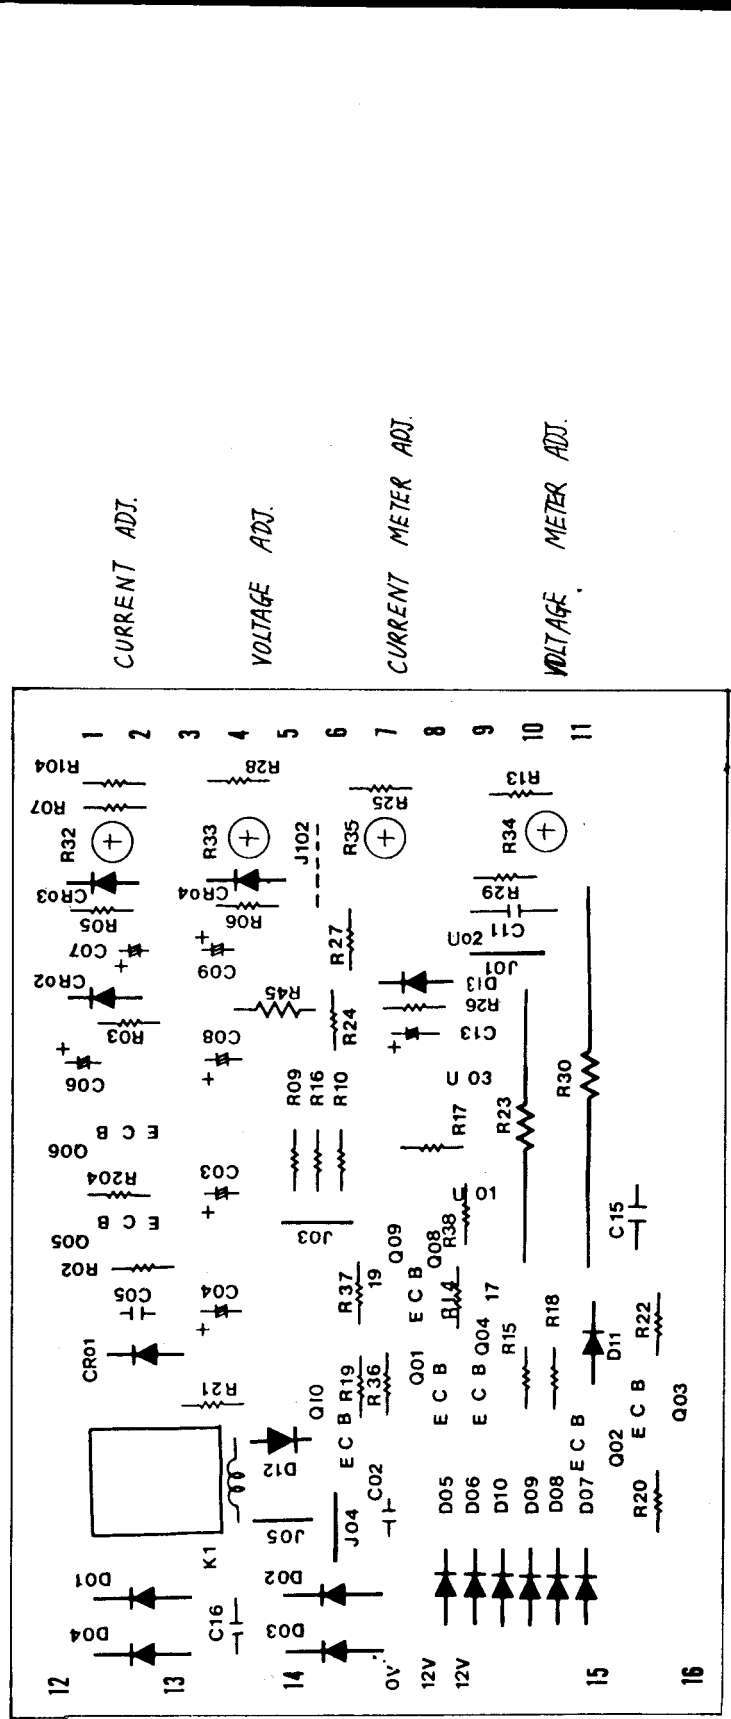 CURRENT ADJ.
VOLTAGE ADJ.
CURRENT METER ADJ.
VOLTAGE METER ADJ.
1
2
3
4
5
6
7
8
9
10
11
R104
R07
R28
R25
R13
R32
R33
J102
R35
R34
CR03
CR04
R05
R06
R29
C11
C07
C09
R27
U02
J01
CR02
R45
D13
R03
R24
R26
C06
C08
C13
R09
R16
R10
U 03
R30
Q06
E C B
R17
R23
R204
C03
U 01
Q05
E C B
J03
Q09
Q08
R38
C15
R02
R37
19
E C B
C05
C04
R14
17
R18
R22
CR01
Q01
Q04
R15
D11
R21
Q10
R19
R36
E C B
E C B
E C B
Q03
D12
E C B
C02
E C B
Q02
K1
J05
J04
D05
D06
D10
D09
D08
D07
R20
D01
D02
D04
C16
D03
12
13
14
0V
12V
12V
15
16